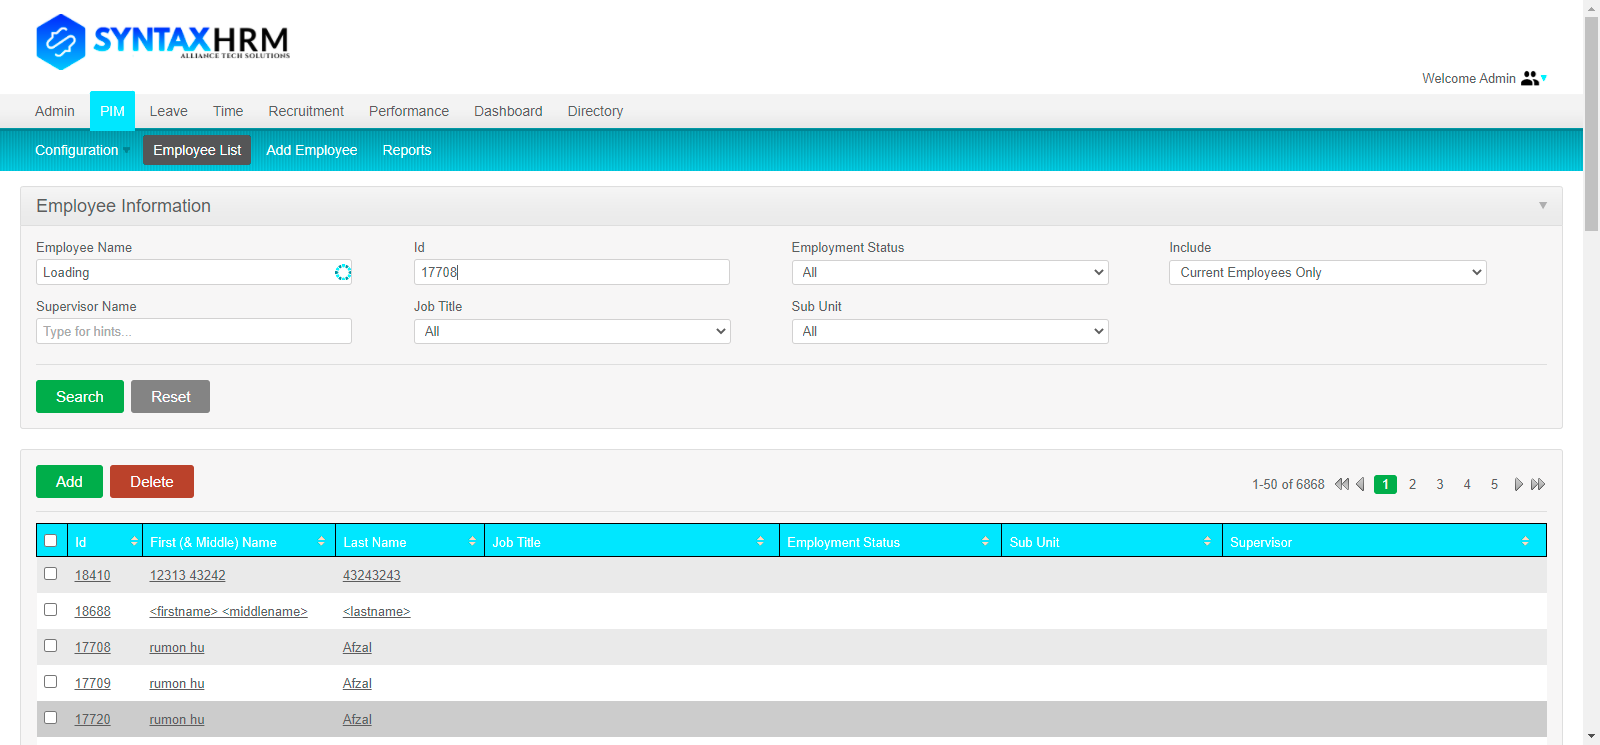 SYNTAXHRM
ALLIANCE TECH SOLUTIONS
Welcome Admin
Admin PIM Leave Time Recruitment Performance Dashboard Directory
Configuration Employee List Add Employee Reports
Employee Information
Employee Name Id Employment Status Include
Loading 17708 All Current Employees Only
Supervisor Name Job Title Sub Unit
Type for hints... All All
Search Reset
Add Delete 1-50 of 6868 1 2 3 4 5
Id First (& Middle) Name Last Name Job Title Employment Status Sub Unit Supervisor
18410 12313 43242 43243243
18688 <firstname> <middlename> <lastname>
17708 rumon hu Afzal
17709 rumon hu Afzal
17720 rumon hu Afzal